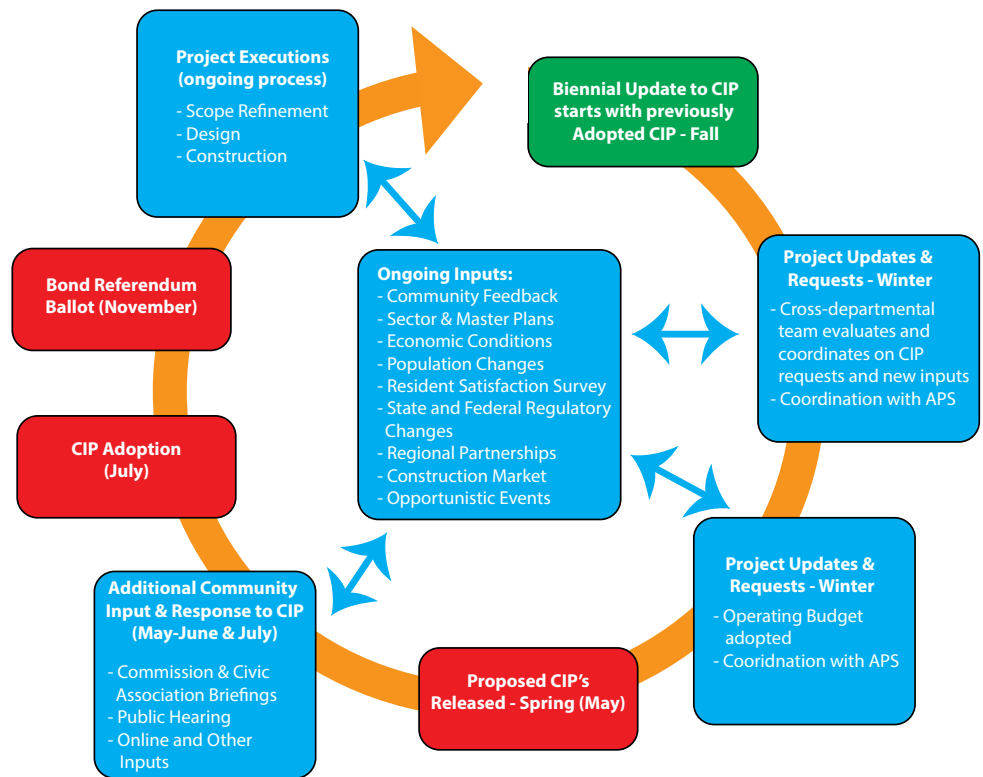 Project Executions
(ongoing process)
- Scope Refinement
- Design
- Construction
Biennial Update to CIP
starts with previously
Adopted CIP - Fall
Project Updates &
Requests - Winter
- Cross-departmental
team evaluates and
coordinates on CIP
requests and new inputs
- Coordination with APS
Project Updates &
Requests - Winter
- Operating Budget
adopted
- Cooridnation with APS
Proposed CIP's
Released - Spring (May)
Additional Community
Input & Response to CIP
(May-June & July)
- Commission & Civic
Association Briefings
- Public Hearing
- Online and Other
Inputs
CIP Adoption
(July)
Bond Referendum
Ballot (November)
Ongoing Inputs:
- Community Feedback
- Sector & Master Plans
- Economic Conditions
- Population Changes
- Resident Satisfaction Survey
- State and Federal Regulatory
Changes
- Regional Partnerships
- Construction Market
- Opportunistic Events